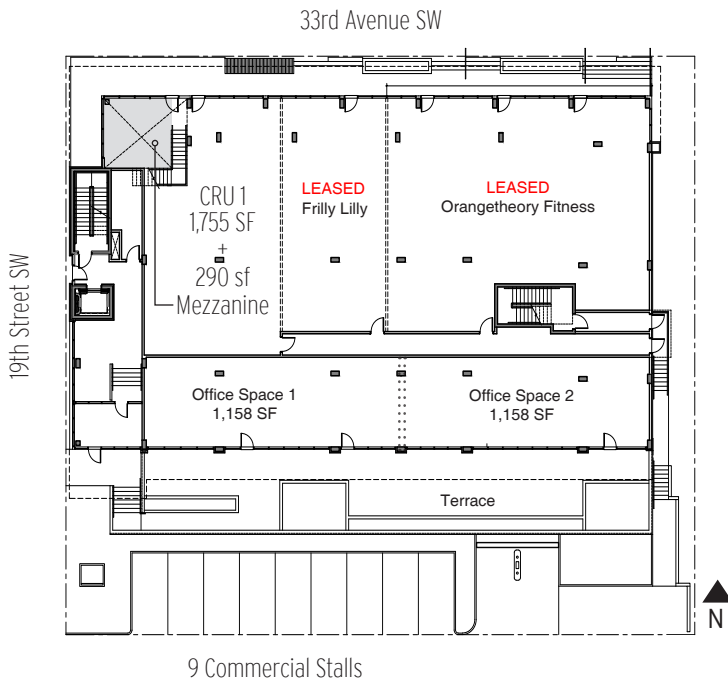 33rd Avenue SW
19th Street SW
CRU 1
1,755 SF
+
290 sf
Mezzanine
LEASED
Frilly Lilly
LEASED
Orangetheory Fitness
Office Space 1
1,158 SF
Office Space 2
1,158 SF
Terrace
N
9 Commercial Stalls